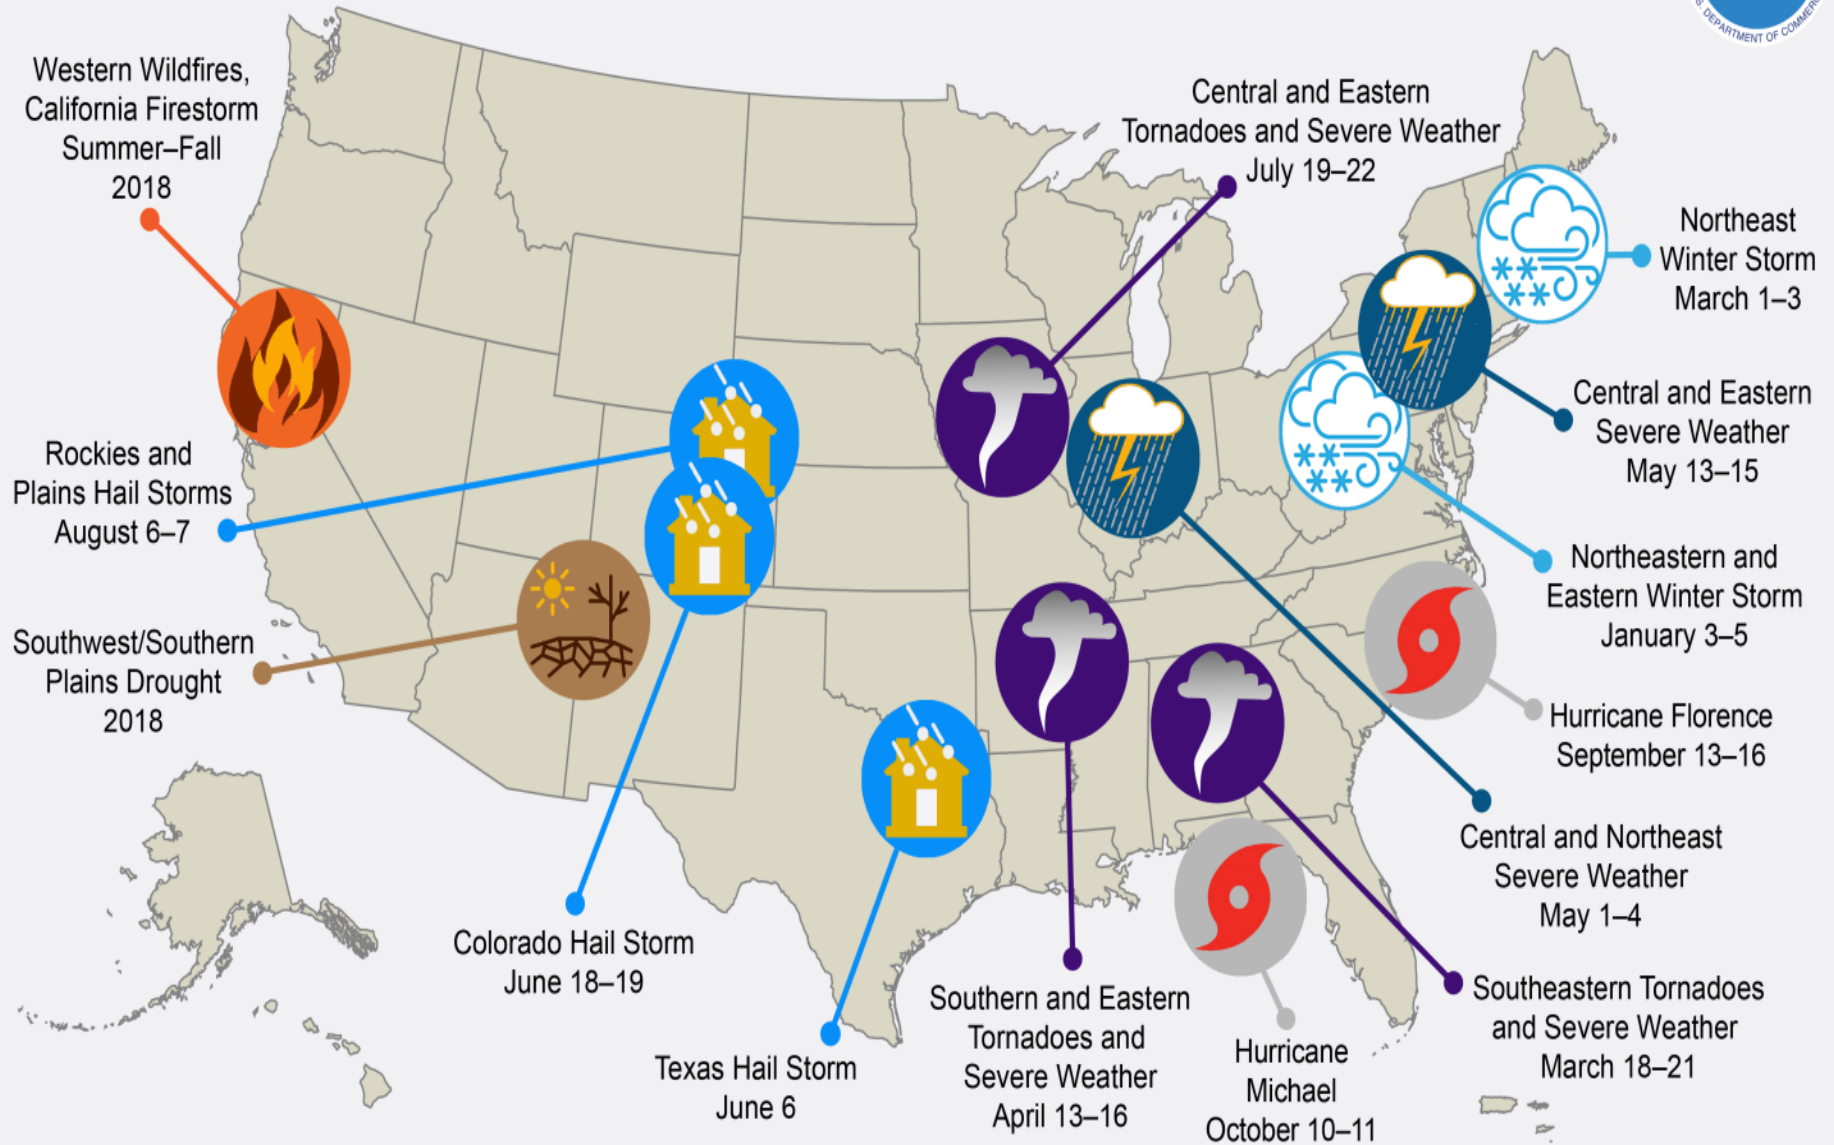 S. DEPARTMENT OF COMMERC
Western Wildfires,
California Firestorm
Summer–Fall
2018
Central and Eastern
Tornadoes and Severe Weather
July 19–22
Northeast
Winter Storm
March 1–3
Central and Eastern
Severe Weather
May 13–15
Rockies and
Plains Hail Storms
August 6–7
Northeastern and
Eastern Winter Storm
January 3–5
Southwest/Southern
Plains Drought
2018
Hurricane Florence
September 13–16
Central and Northeast
Severe Weather
May 1–4
Colorado Hail Storm
June 18–19
Southeastern Tornadoes
and Severe Weather
March 18–21
Southern and Eastern
Tornadoes and
Severe Weather
April 13–16
Hurricane
Michael
October 10–11
Texas Hail Storm
June 6